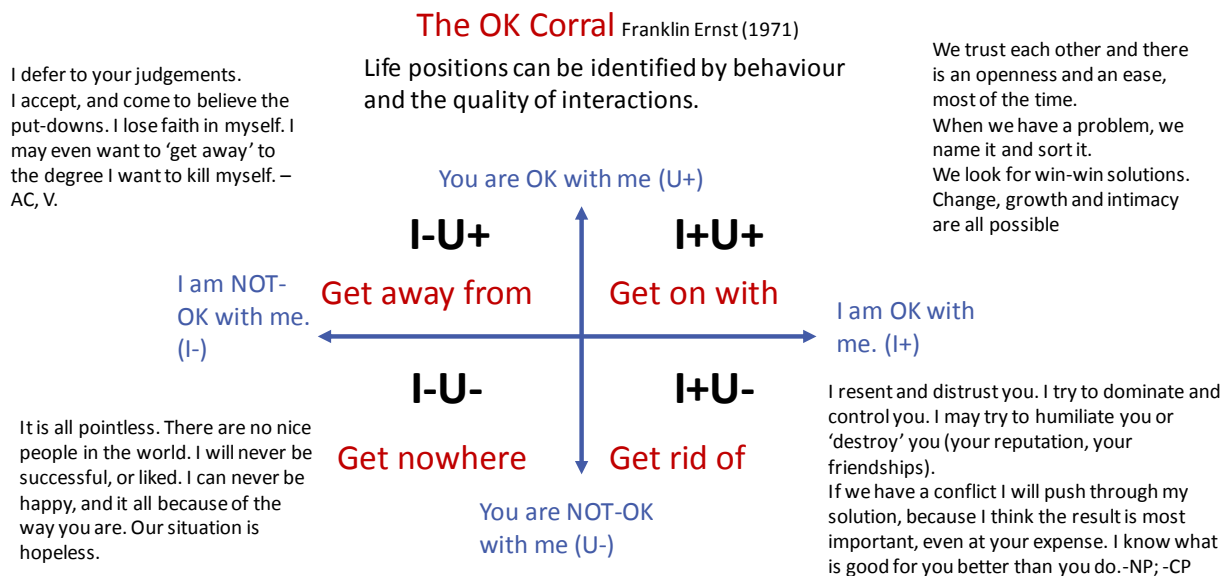 The OK Corral Franklin Ernst (1971)
Life positions can be identified by behaviour
and the quality of interactions.
I defer to your judgements.
I accept, and come to believe the
put-downs. I lose faith in myself. I
may even want to ‘get away’ to
the degree I want to kill myself. –
AC, V.
We trust each other and there
is an openness and an ease,
most of the time.
When we have a problem, we
name it and sort it.
We look for win-win solutions.
Change, growth and intimacy
are all possible
You are OK with me (U+)
I-U+
I+U+
Get away from
Get on with
I am NOT-
OK with me.
(I-)
I am OK with
me. (I+)
I-U-
I+U-
Get nowhere
Get rid of
You are NOT-OK
with me (U-)
It is all pointless. There are no nice
people in the world. I will never be
successful, or liked. I can never be
happy, and it all because of the
way you are. Our situation is
hopeless.
I resent and distrust you. I try to dominate and
control you. I may try to humiliate you or
‘destroy’ you (your reputation, your
friendships).
If we have a conflict I will push through my
solution, because I think the result is most
important, even at your expense. I know what
is good for you better than you do.-NP; -CP